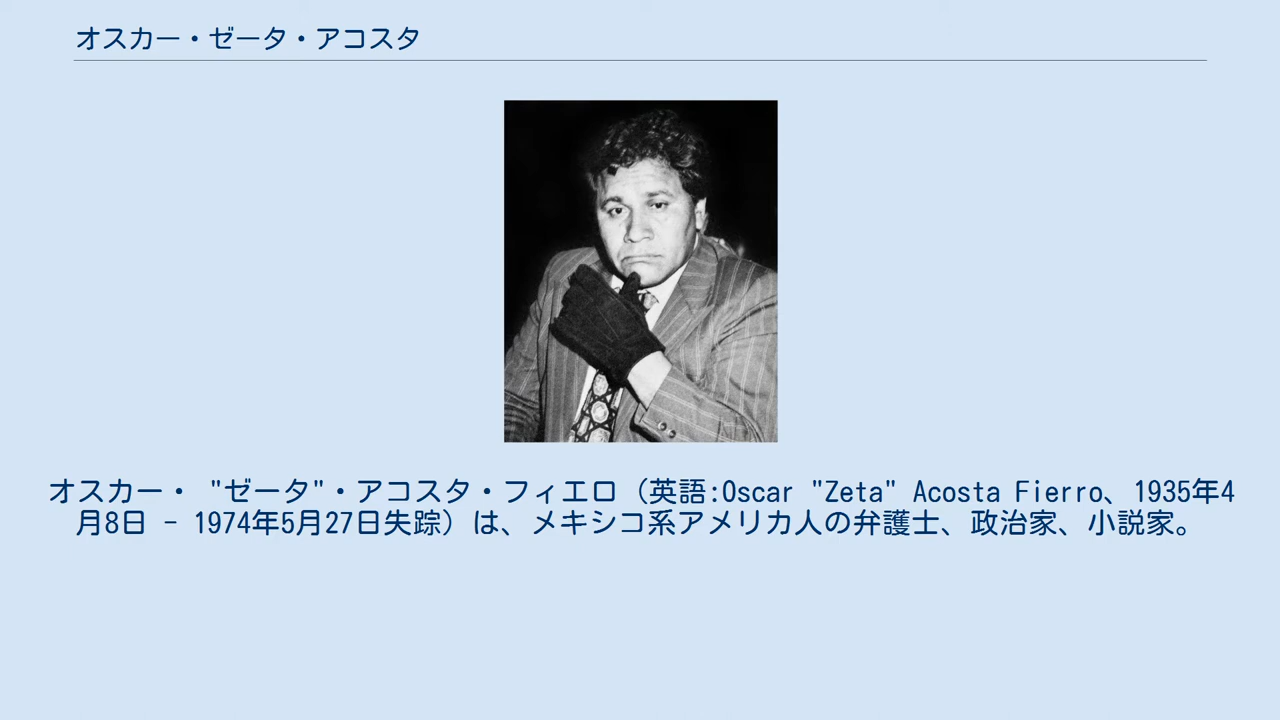 オスカー・ゼータ・アコスタ
オスカー・ "ゼータ"・アコスタ・フィエロ（英語:Oscar "Zeta" Acosta Fierro、1935年4
月8日 - 1974年5月27日失踪）は、メキシコ系アメリカ人の弁護士、政治家、小説家。